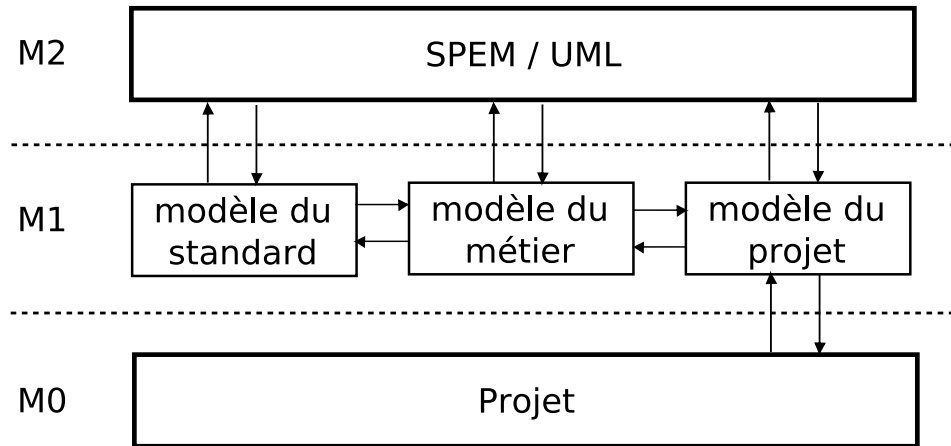 M2
SPEM / UML
M1
modèle du
standard
modèle du
métier
modèle du
projet
M0
Projet